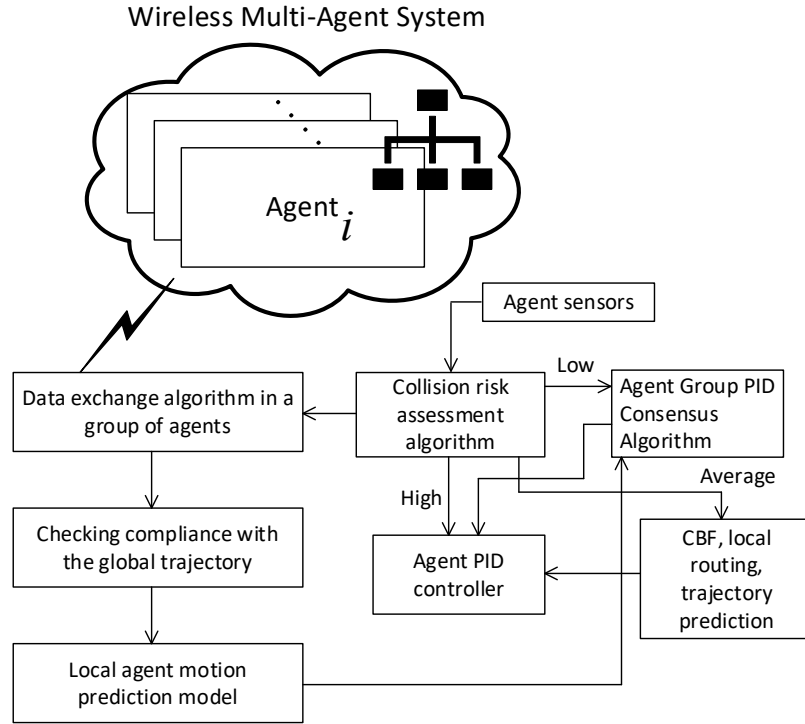 Wireless Multi-Agent System
Agent i
Agent sensors
Data exchange algorithm in a
group of agents
Collision risk
assessment
algorithm
Low
Agent Group PID
Consensus
Algorithm
High
Average
Checking compliance with
the global trajectory
Agent PID
controller
CBF, local
routing,
trajectory
prediction
Local agent motion
prediction model